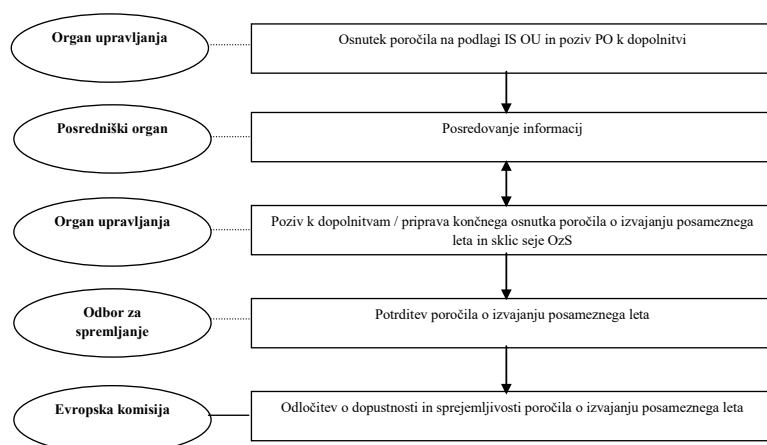 Organ upravljanja
Osnutek poročila na podlagi IS OU in poziv PO k dopolnitvi
Posredniški organ
Posredovanje informacij
Organ upravljanja
Poziv k dopolnitvam / priprava končnega osnutka poročila o izvajanju posameznega
leta in sklic seje OzS
Odbor za
spremljanje
Potrditev poročila o izvajanju posameznega leta
Evropska komisija
Odločitev o dopustnosti in sprejemljivosti poročila o izvajanju posameznega leta